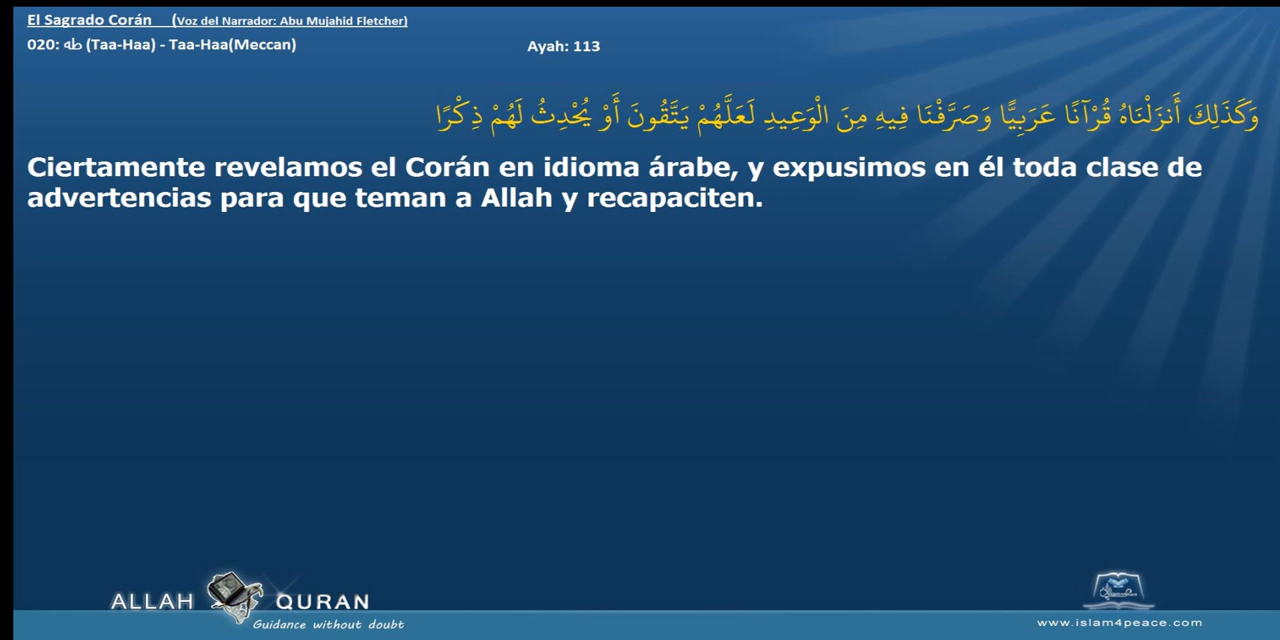 El Sagrado Corán (Voz del Narrador: Abu Mujahid Fletcher)
020: طه (Taa-Haa) - Taa-Haa(Meccan) Ayah: 113
وَكَذَلِكَ أَنزَلْنَاهُ قُرْآنًا عَرَبِيًّا وَصَرَّفْنَا فِيهِ مِنَ الْوَعِيدِ لَعَلَّهُمْ يَتَّقُونَ أَوْ يُحْدِثُ لَهُمْ ذِكْرًا
Ciertamente revelamos el Corán en idioma árabe, y expusimos en él toda clase de
advertencias para que teman a Allah y recapaciten.
ALLAH QURAN
Guidance without doubt
www.islam4peace.com